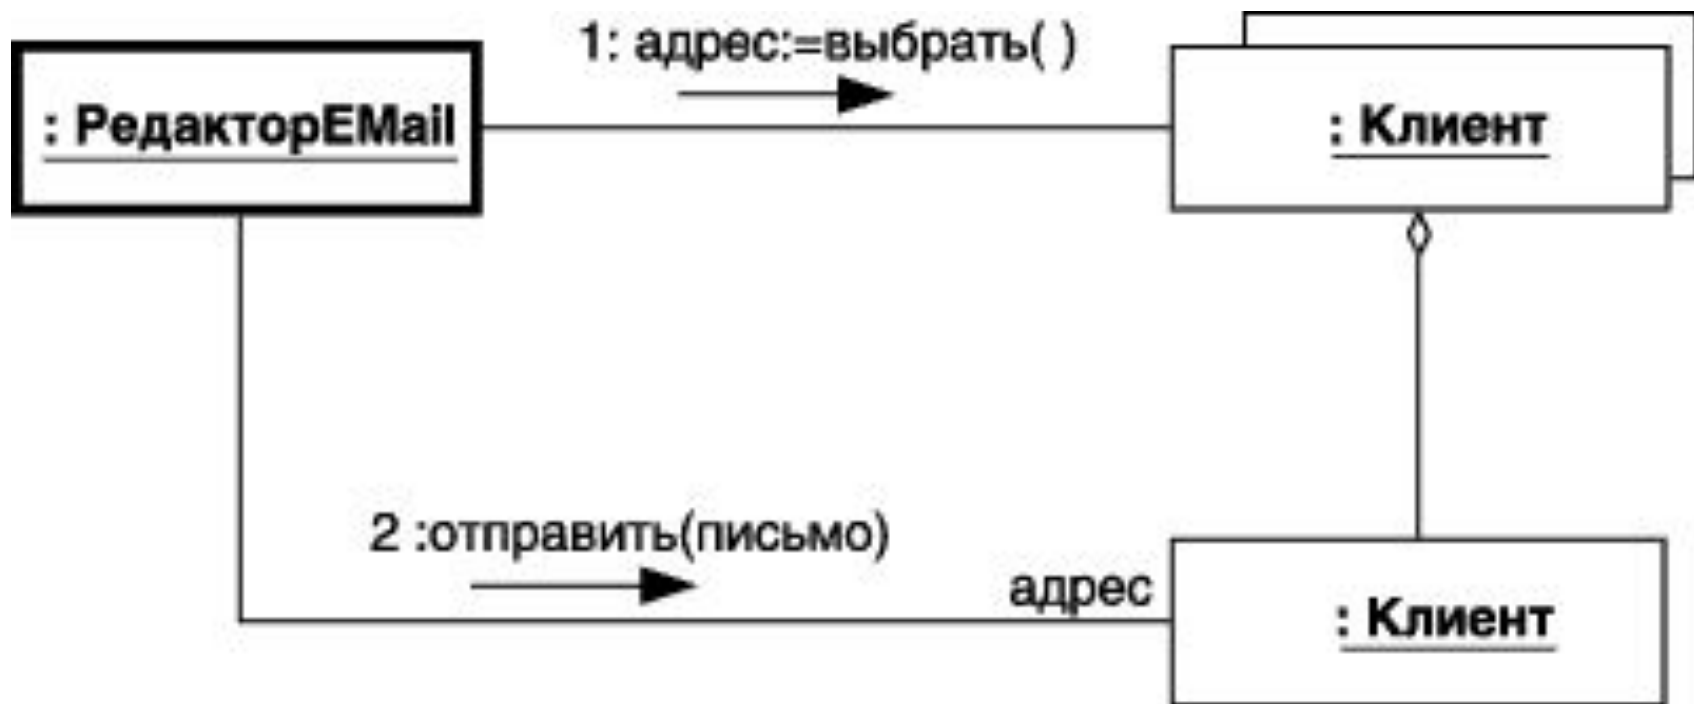 1: адрес:=выбрать( )
: РедакторEMail
: Клиент
2 :отправить(письмо)
адрес
: Клиент